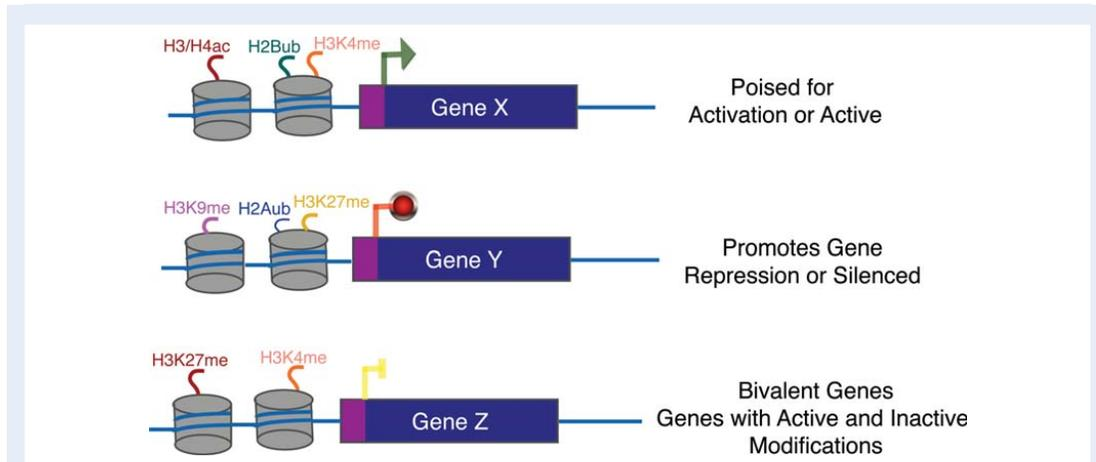 H3/H4ac H2Bub H3K4me
Gene X
Poised for
Activation or Active
H3K9me H2Aub H3K27me
Gene Y
Promotes Gene
Repression or Silenced
H3K27me H3K4me
Gene Z
Bivalent Genes
Genes with Active and Inactive
Modifications